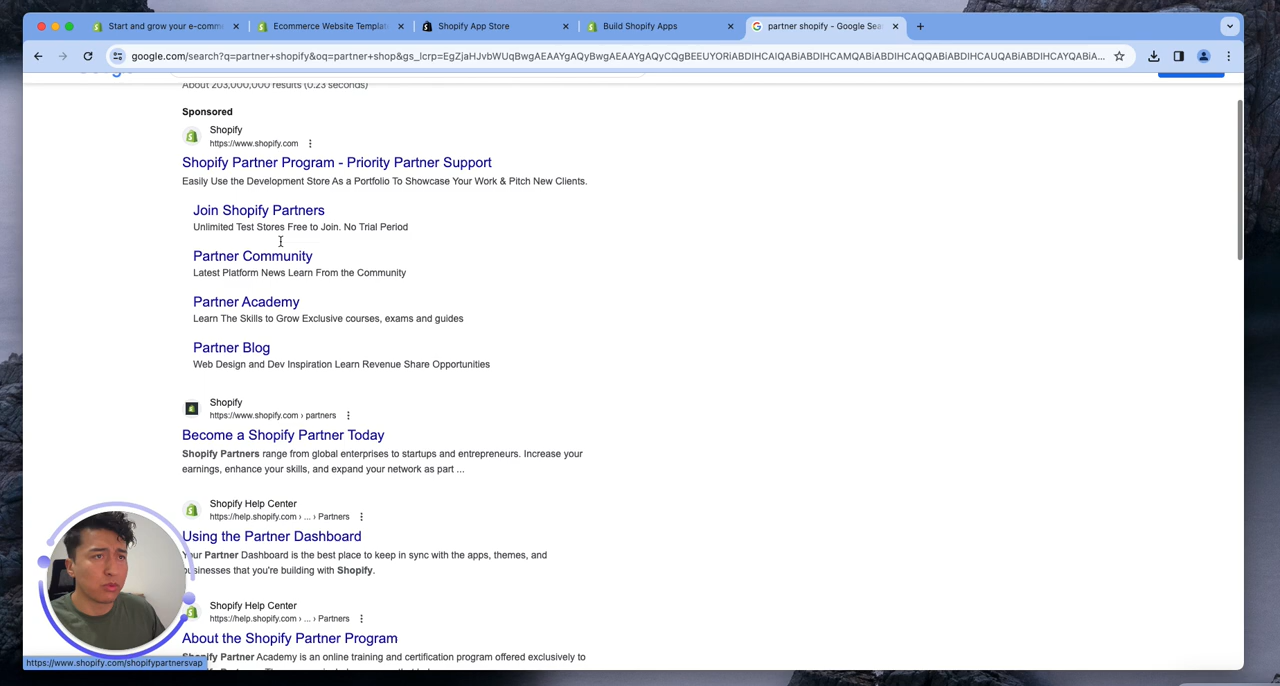 Start and grow your e-comm
Ecommerce Website Templat
Shopify App Store
Build Shopify Apps
partner shopify - Google Sea
google.com/search?q=partner+shopify&oq=partner+shop&gs_lcrp=EgZjaHJvbWUqBwgAEAAYgAQyBwgAEAAYgAQyCQgBEEUYORiABDIHCAIQABiABDIHCAMQABiABDIHCAQQABiABDIHCAUQABiABDIHCAYQABiA...
About 203,000,000 results (0.23 seconds)
Sponsored
Shopify
https://www.shopify.com
Shopify Partner Program - Priority Partner Support
Easily Use the Development Store As a Portfolio To Showcase Your Work & Pitch New Clients.
Join Shopify Partners
Unlimited Test Stores Free to Join. No Trial Period
Partner Community
Latest Platform News Learn From the Community
Partner Academy
Learn The Skills to Grow Exclusive courses, exams and guides
Partner Blog
Web Design and Dev Inspiration Learn Revenue Share Opportunities
Shopify
https://www.shopify.com › partners
Become a Shopify Partner Today
Shopify Partners range from global enterprises to startups and entrepreneurs. Increase your
earnings, enhance your skills, and expand your network as part ...
Shopify Help Center
https://help.shopify.com › ... › Partners
Using the Partner Dashboard
Your Partner Dashboard is the best place to keep in sync with the apps, themes, and
businesses that you're building with Shopify.
Shopify Help Center
https://help.shopify.com › ... › Partners
About the Shopify Partner Program
Partner Academy is an online training and certification program offered exclusively to
https://www.shopify.com/shopifypartnersvap